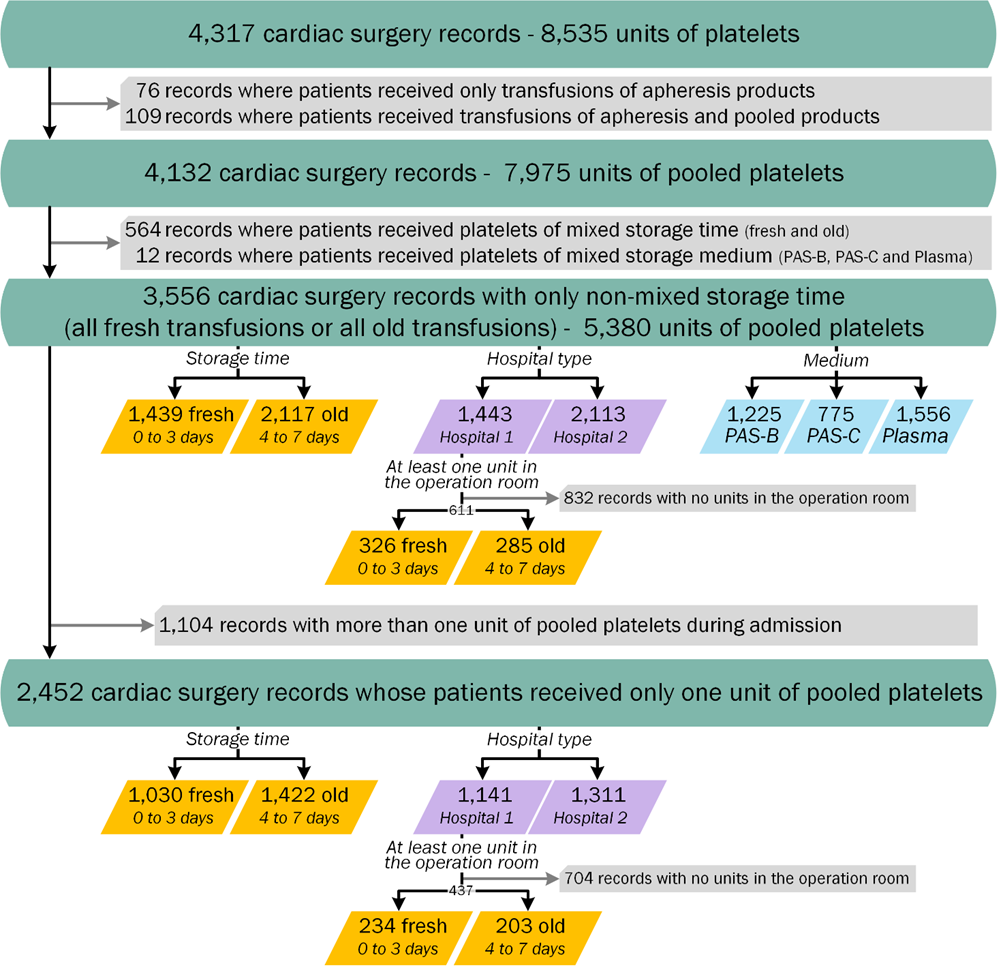 4,317 cardiac surgery records - 8,535 units of platelets
76 records where patients received only transfusions of apheresis products
109 records where patients received transfusions of apheresis and pooled products
4,132 cardiac surgery records - 7,975 units of pooled platelets
564 records where patients received platelets of mixed storage time (fresh and old)
12 records where patients received platelets of mixed storage medium (PAS-B, PAS-C and Plasma)
3,556 cardiac surgery records with only non-mixed storage time
(all fresh transfusions or all old transfusions) - 5,380 units of pooled platelets
Storage time
Hospital type
Medium
1,439 fresh
0 to 3 days
2,117 old
4 to 7 days
1,443
Hospital 1
2,113
Hospital 2
1,225
PAS-B
775
PAS-C
1,556
Plasma
At least one unit in
the operation room
832 records with no units in the operation room
611
326 fresh
0 to 3 days
285 old
4 to 7 days
1,104 records with more than one unit of pooled platelets during admission
2,452 cardiac surgery records whose patients received only one unit of pooled platelets
Storage time
Hospital type
1,030 fresh
0 to 3 days
1,422 old
4 to 7 days
1,141
Hospital 1
1,311
Hospital 2
At least one unit in
the operation room
704 records with no units in the operation room
437
234 fresh
0 to 3 days
203 old
4 to 7 days